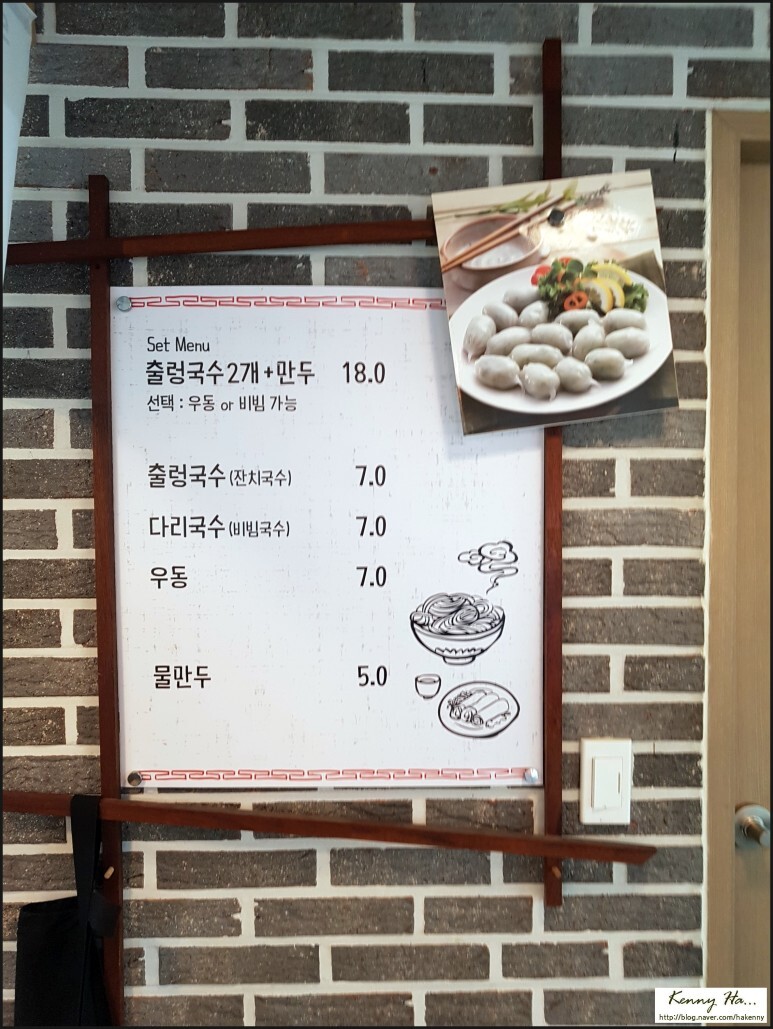 Set Menu
출렁국수2개+만두 18.0
선택 : 우동 or 비빔 가능
출렁국수(잔치국수) 7.0
다리국수(비빔국수) 7.0
우동 7.0
물만두 5.0
Kenny Ha...
http://blog.naver.com/hakenny